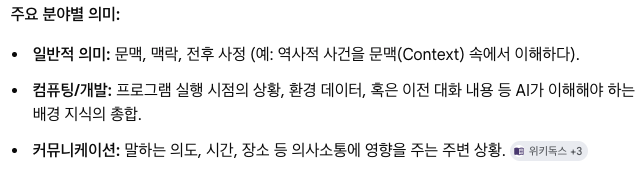 주요 분야별 의미:
• 일반적 의미: 문맥, 맥락, 전후 사정 (예: 역사적 사건을 문맥(Context) 속에서 이해하다).
• 컴퓨팅/개발: 프로그램 실행 시점의 상황, 환경 데이터, 혹은 이전 대화 내용 등 AI가 이해해야 하는
배경 지식의 총합.
• 커뮤니케이션: 말하는 의도, 시간, 장소 등 의사소통에 영향을 주는 주변 상황. 위키독스 +3